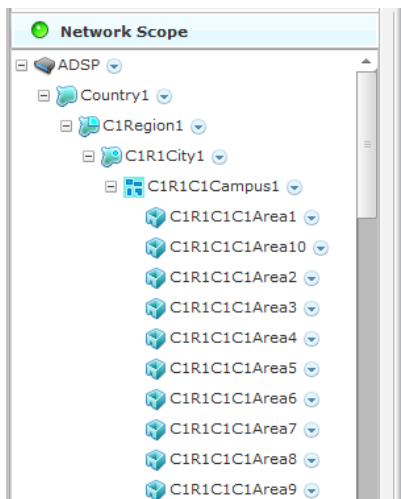 Network Scope
ADSP
Country1
C1Region1
C1R1City1
C1R1C1Campus1
C1R1C1C1Area1
C1R1C1C1Area10
C1R1C1C1Area2
C1R1C1C1Area3
C1R1C1C1Area4
C1R1C1C1Area5
C1R1C1C1Area6
C1R1C1C1Area7
C1R1C1C1Area8
C1R1C1C1Area9